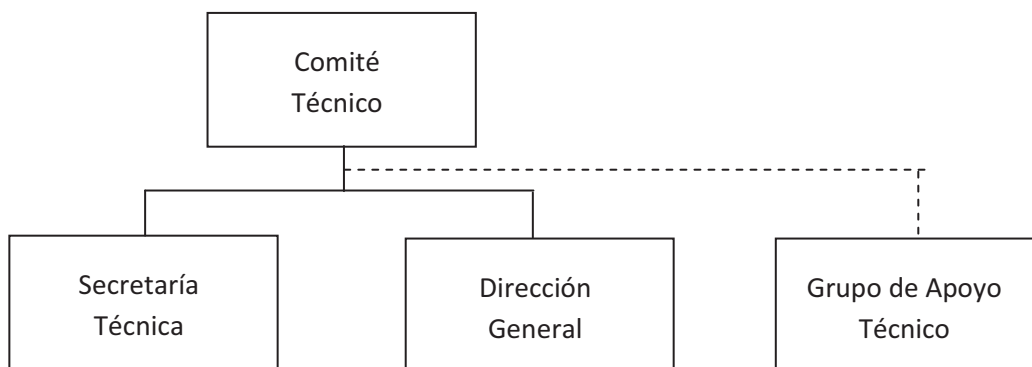 Comité
Técnico
Secretaría
Técnica
Dirección
General
Grupo de Apoyo
Técnico